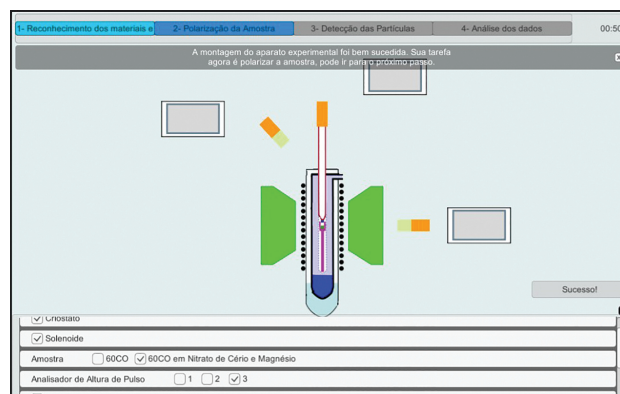 1- Reconhecimento dos materiais e
2- Polarização da Amostra
3- Detecção das Partículas
4- Análise dos dados
00:50
A montagem do aparato experimental foi bem sucedida. Sua tarefa
agora é polarizar a amostra, pode ir para o próximo passo.
Sucesso!
Criostato
Solenoide
Amostra 60CO 60CO em Nitrato de Cério e Magnésio
Analisador de Altura de Pulso 1 2 3